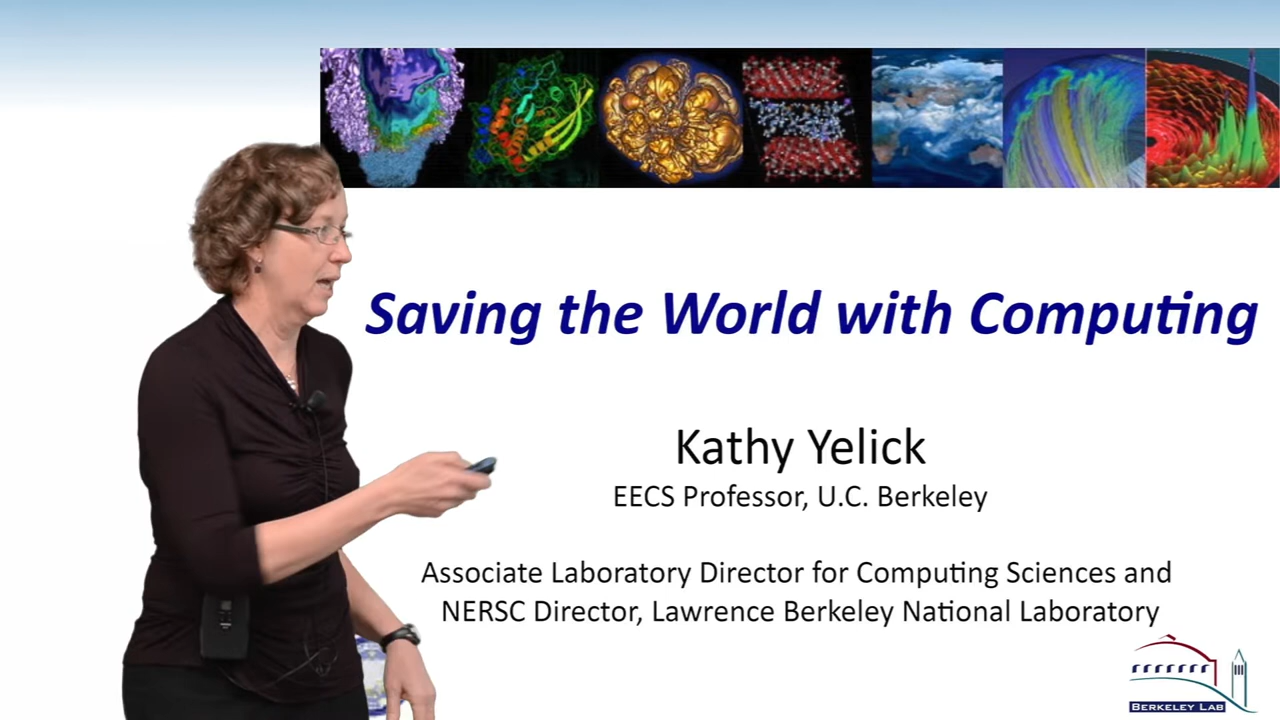 Saving the World with Computing
Kathy Yelick
EECS Professor, U.C. Berkeley
Associate Laboratory Director for Computing Sciences and
NERSC Director, Lawrence Berkeley National Laboratory
BERKELEY LAB